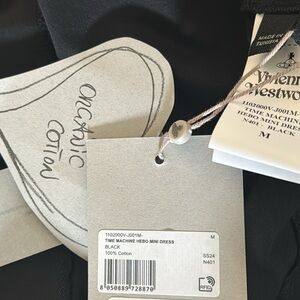 ORGANIC
COTTON
MADE IN
TUNISIA
Vivienne
Westwood
1102000V-J001M-
TIME MACHINE
HEBO MINI DRESS
N401 BLACK
M
1102000V-J001M- M
TIME MACHINE HEBO MINI DRESS
BLACK
100% Cotton
SS24
N401
8 050889 728870
RFID